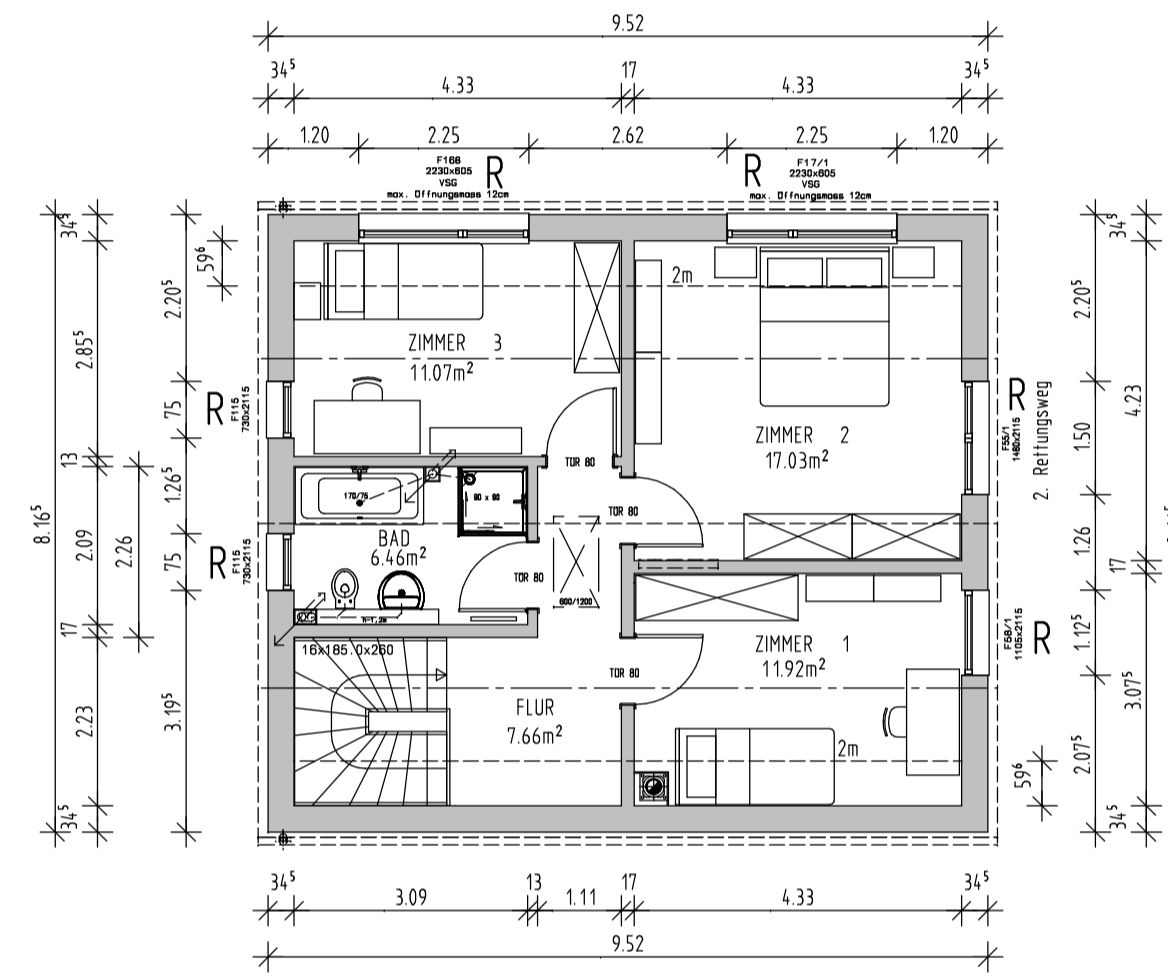 9.52
34⁵ 4.33 17 4.33 34⁵
1.20 2.25 2.62 2.25 1.20
F168
2230x605
VSG
max. Öffnungsmass 12cm
R
R
F17/1
2230x605
VSG
max. Öffnungsmass 12cm
8.16⁵
34⁵
2.85⁵
13
2.09
17
2.23
34⁵
2.26
2.20⁵
75
1.26⁵
75
3.19⁵
59⁶
R
F115
730x2115
R
F115
730x2115
ZIMMER 3
11.07m²
2m
ZIMMER 2
17.03m²
TÜR 80
TÜR 80
TÜR 80
TÜR 80
170/75
90 x 90
BAD
6.46m²
h=1.2m
600/1200
16x185.0x260
FLUR
7.66m²
ZIMMER 1
11.92m²
2m
R
F55/1
1480x2115
2. Rettungsweg
R
F58/1
1105x2115
2.20⁵
1.50
1.26
1.12⁵
2.07⁵
59⁶
34⁵
4.23
17
3.07⁵
34⁵
34⁵ 3.09 13 1.11 17 4.33 34⁵
9.52